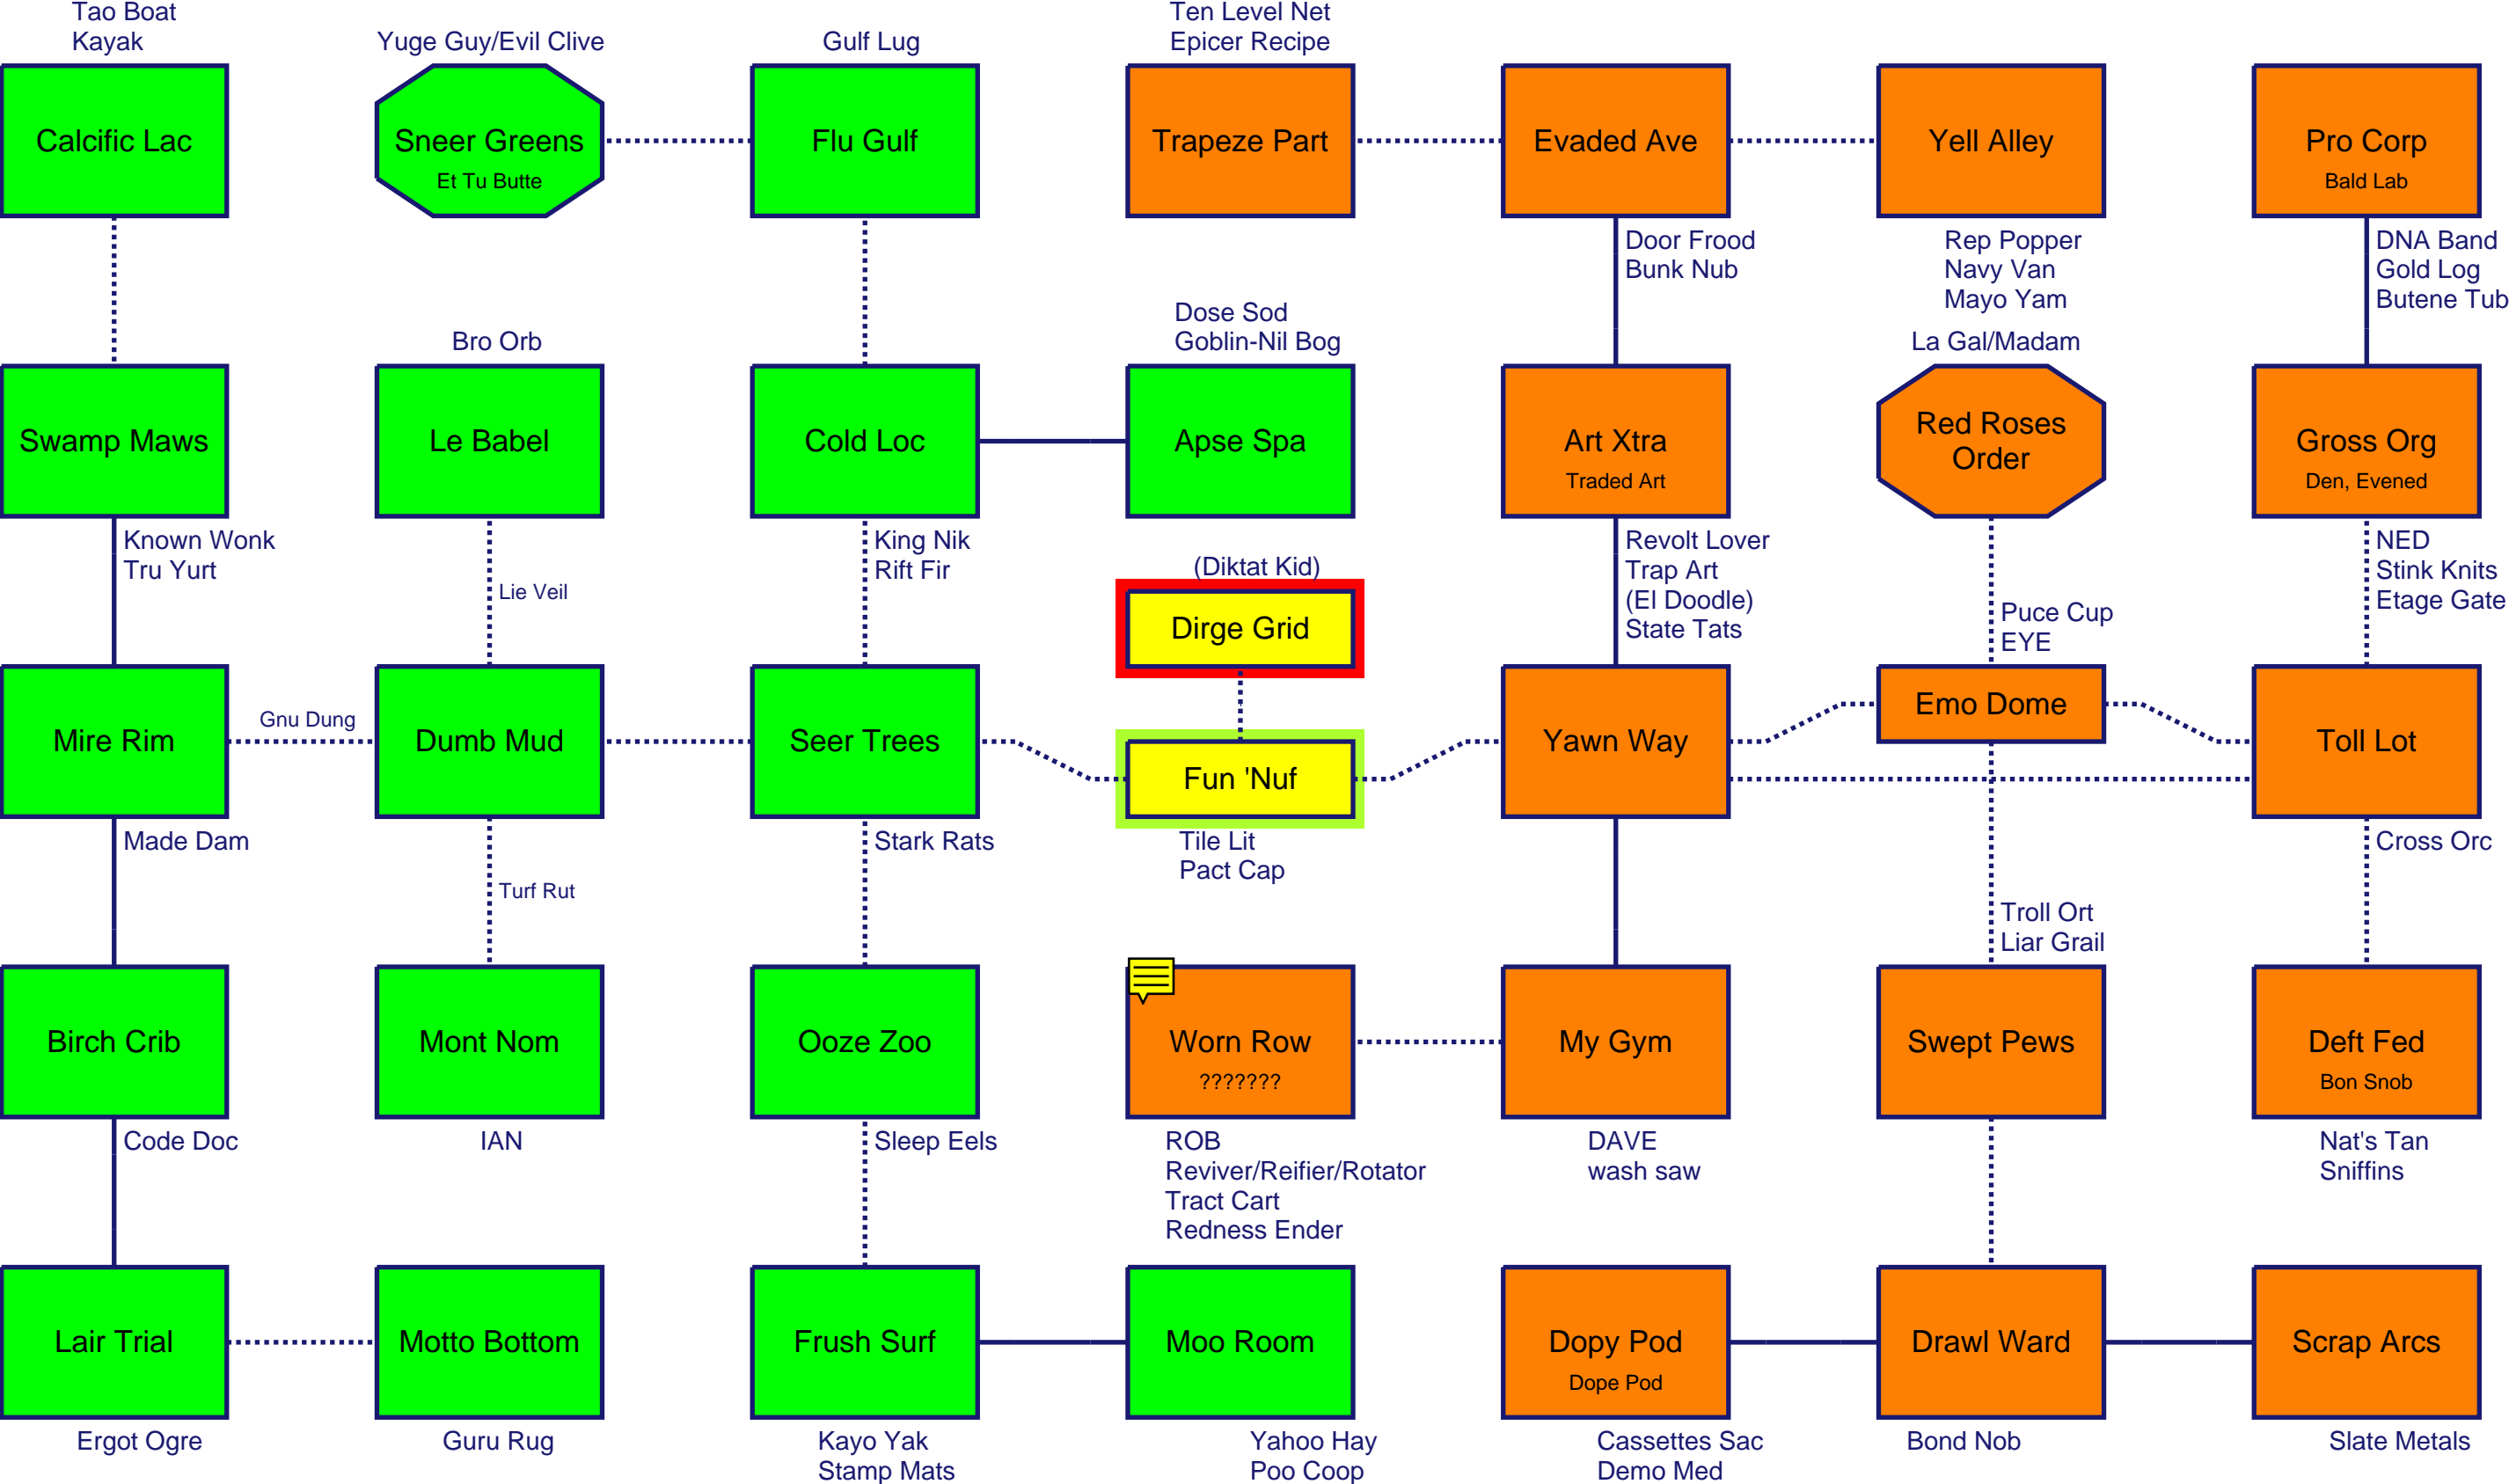 Tao Boat
Kayak
Yuge Guy/Evil Clive
Gulf Lug
Ten Level Net
Epicer Recipe
Calcific Lac
Sneer Greens
Et Tu Butte
Flu Gulf
Trapeze Part
Evaded Ave
Yell Alley
Pro Corp
Bald Lab
Door Frood
Bunk Nub
Rep Popper
Navy Van
Mayo Yam
DNA Band
Gold Log
Butene Tub
Bro Orb
Dose Sod
Goblin-Nil Bog
La Gal/Madam
Swamp Maws
Le Babel
Cold Loc
Apse Spa
Art Xtra
Traded Art
Red Roses
Order
Gross Org
Den, Evened
Known Wonk
Tru Yurt
Lie Veil
King Nik
Rift Fir
(Diktat Kid)
Dirge Grid
Revolt Lover
Trap Art
(El Doodle)
State Tats
Puce Cup
EYE
NED
Stink Knits
Etage Gate
Mire Rim
Gnu Dung
Dumb Mud
Seer Trees
Fun 'Nuf
Yawn Way
Emo Dome
Toll Lot
Made Dam
Turf Rut
Stark Rats
Tile Lit
Pact Cap
Troll Ort
Liar Grail
Cross Orc
Birch Crib
Mont Nom
Ooze Zoo
Worn Row
???????
My Gym
Swept Pews
Deft Fed
Bon Snob
Code Doc
IAN
Sleep Eels
ROB
Reviver/Reifier/Rotator
Tract Cart
Redness Ender
DAVE
wash saw
Nat's Tan
Sniffins
Lair Trial
Motto Bottom
Frush Surf
Moo Room
Dopy Pod
Dope Pod
Drawl Ward
Scrap Arcs
Ergot Ogre
Guru Rug
Kayo Yak
Stamp Mats
Yahoo Hay
Poo Coop
Cassettes Sac
Demo Med
Bond Nob
Slate Metals